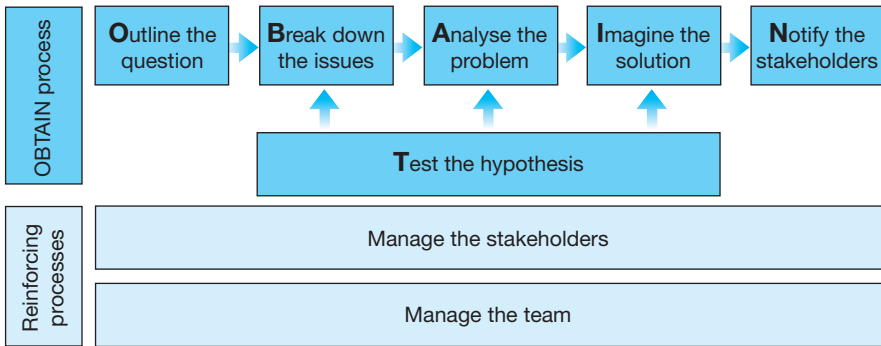 OBTAIN process
Outline the
question
Break down
the issues
Analyse the
problem
Imagine the
solution
Notify the
stakeholders
Test the hypothesis
Reinforcing
processes
Manage the stakeholders
Manage the team